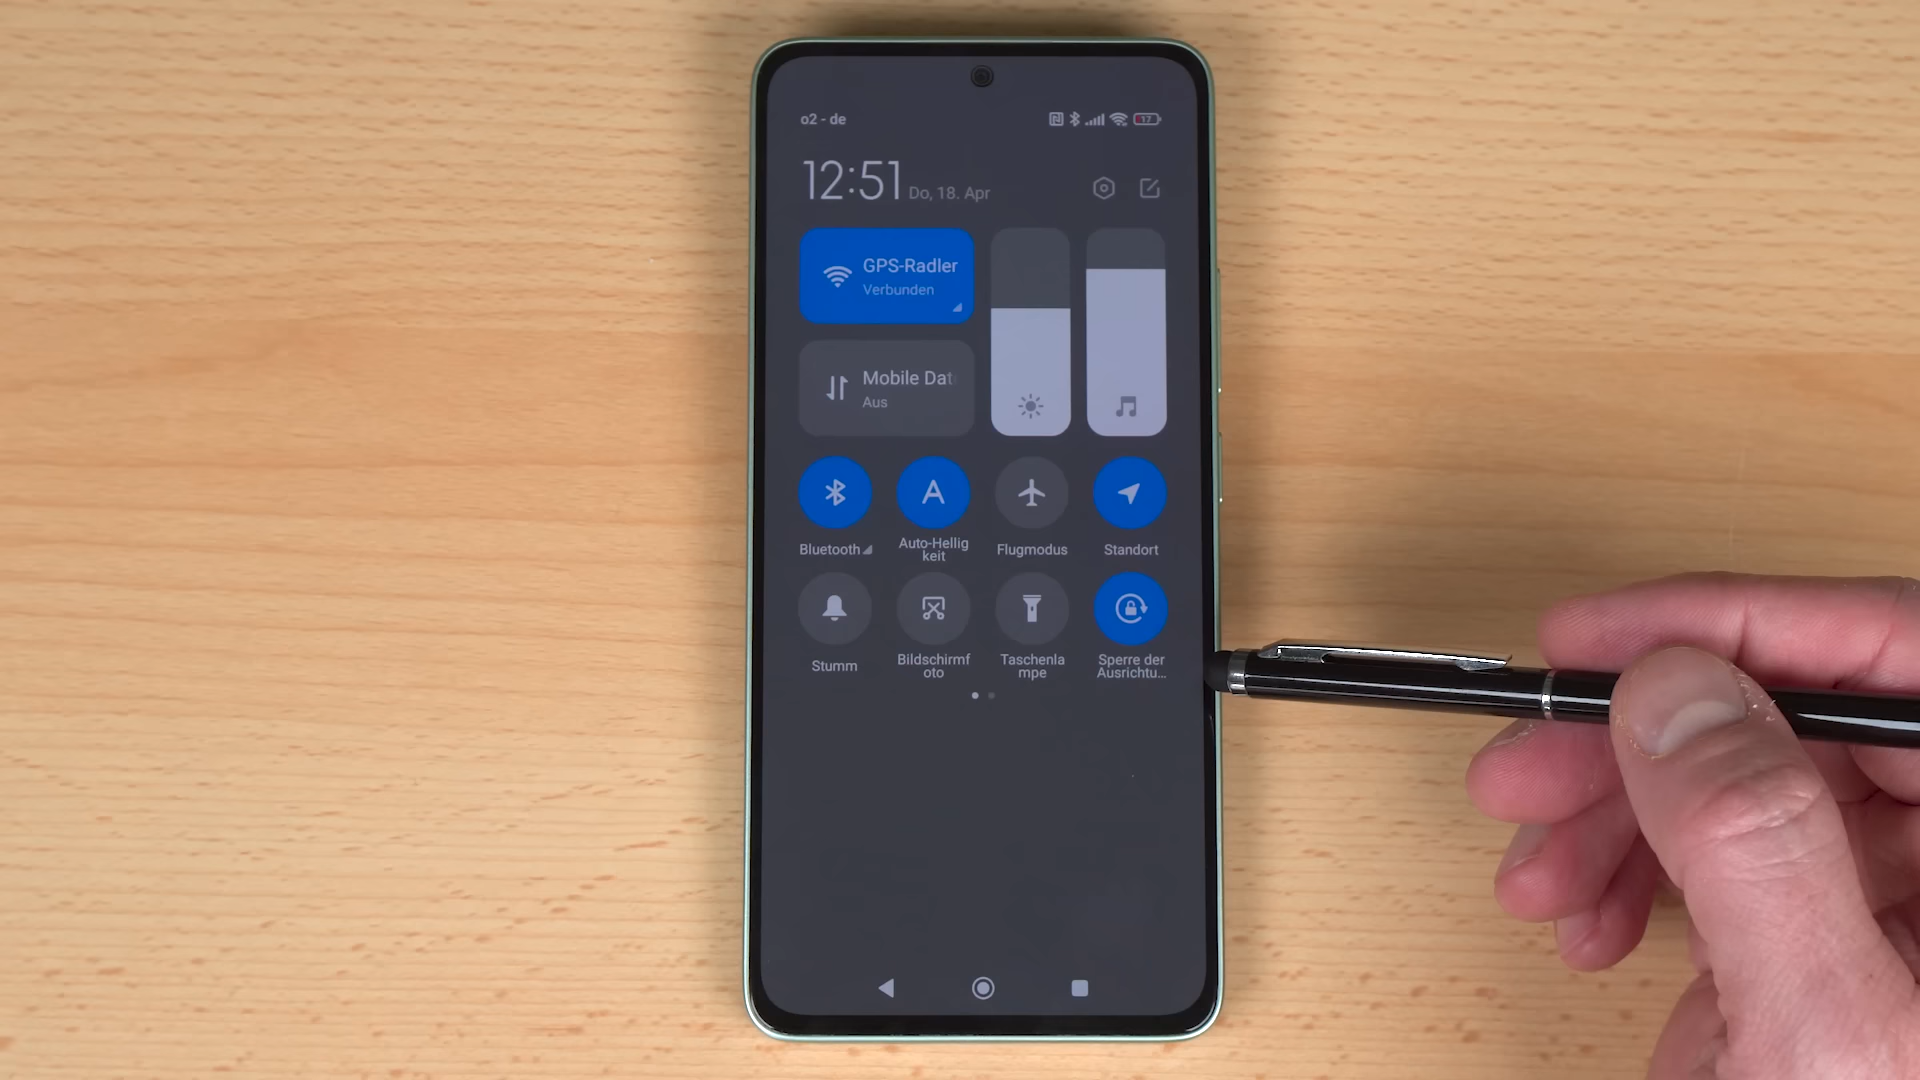 o2 - de
17
12:51 Do, 18. Apr
GPS-Radler
Verbunden
Mobile Dat
Aus
A
Bluetooth
Auto-Hellig
keit
Flugmodus
Standort
Stumm
Bildschirmf
oto
Taschenla
mpe
Sperre der
Ausrichtu...